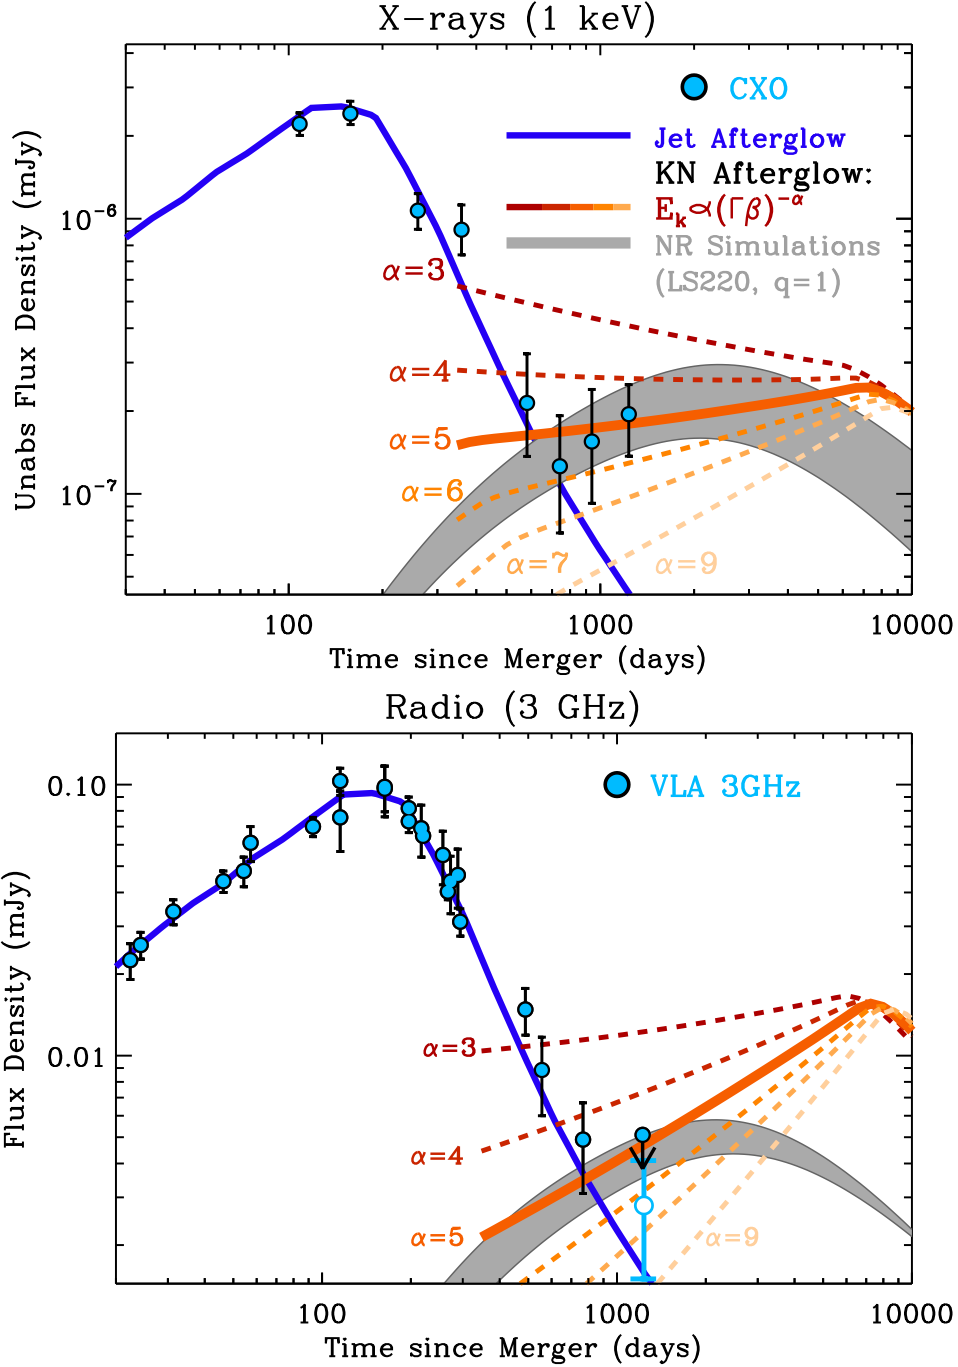 X-rays (1 keV)
CXO
Jet Afterglow
KN Afterglow:
E_k∝(Γβ)^-α
NR Simulations
(LS220, q=1)
Unabs Flux Density (mJy)
10^-6
10^-7
α=3
α=4
α=5
α=6
α=7
α=9
100
1000
10000
Time since Merger (days)
Radio (3 GHz)
VLA 3GHz
Flux Density (mJy)
0.10
0.01
α=3
α=4
α=5
α=9
100
1000
10000
Time since Merger (days)